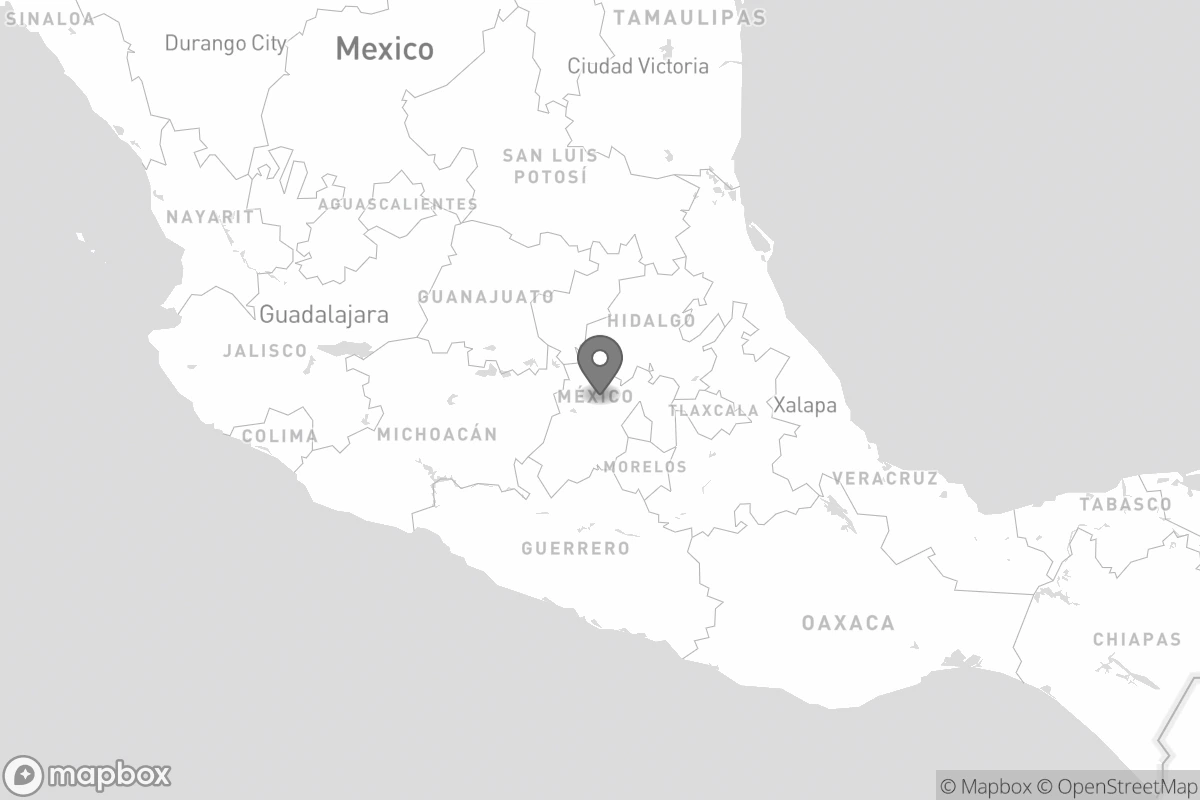 SINALOA
TAMAULIPAS
Durango City
Mexico
Ciudad Victoria
SAN LUIS
POTOSÍ
AGUASCALIENTES
NAYARIT
GUANAJUATO
Guadalajara
HIDALGO
JALISCO
MÉXICO
TLAXCALA
Xalapa
COLIMA
MICHOACÁN
MORELOS
VERACRUZ
TABASCO
GUERRERO
OAXACA
CHIAPAS
mapbox
© Mapbox © OpenStreetMap